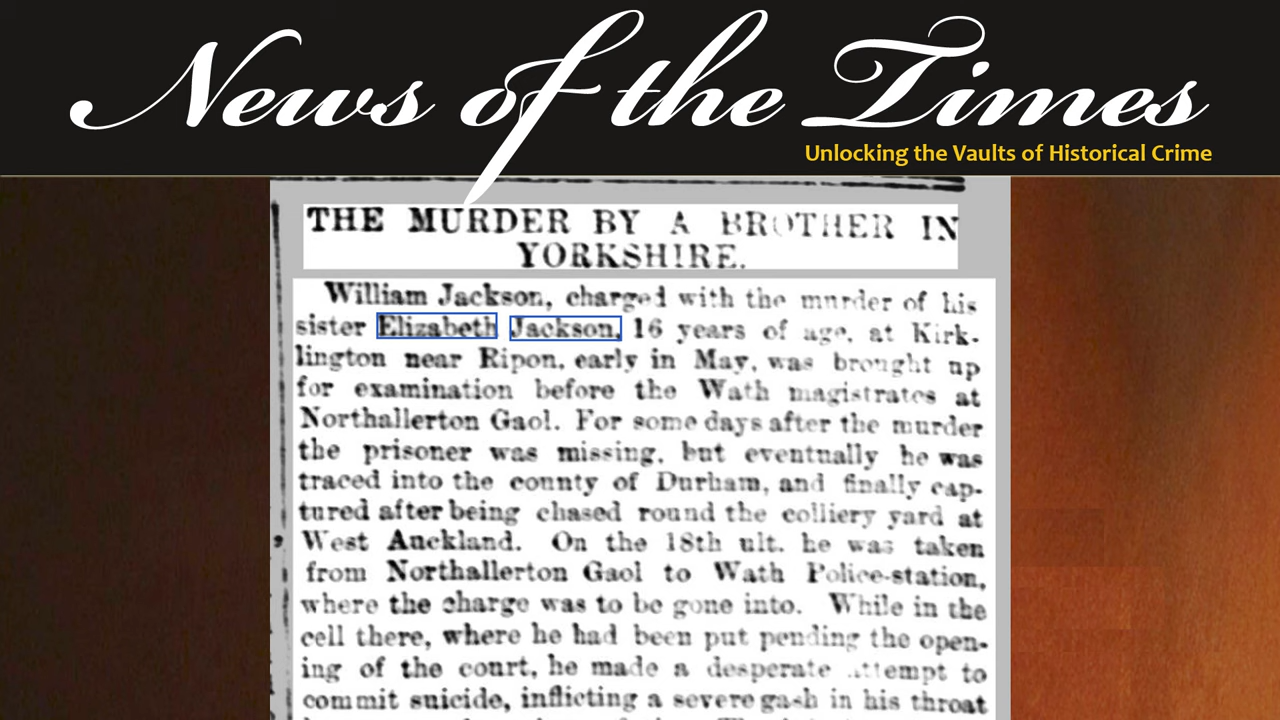 News of the Times
Unlocking the Vaults of Historical Crime
THE MURDER BY A BROTHER IN
YORKSHIRE.
William Jackson, charged with the murder of his
sister Elizabeth Jackson, 16 years of age, at Kirk-
lington near Ripon, early in May, was brought up
for examination before the Wath magistrates at
Northallerton Gaol. For some days after the murder
the prisoner was missing, but eventually he was
traced into the county of Durham, and finally cap-
tured after being chased round the colliery yard at
West Auckland. On the 18th ult. he was taken
from Northallerton Gaol to Wath Police-station,
where the charge was to be gone into. While in the
cell there, where he had been put pending the open-
ing of the court, he made a desperate attempt to
commit suicide, inflicting a severe gash in his throat